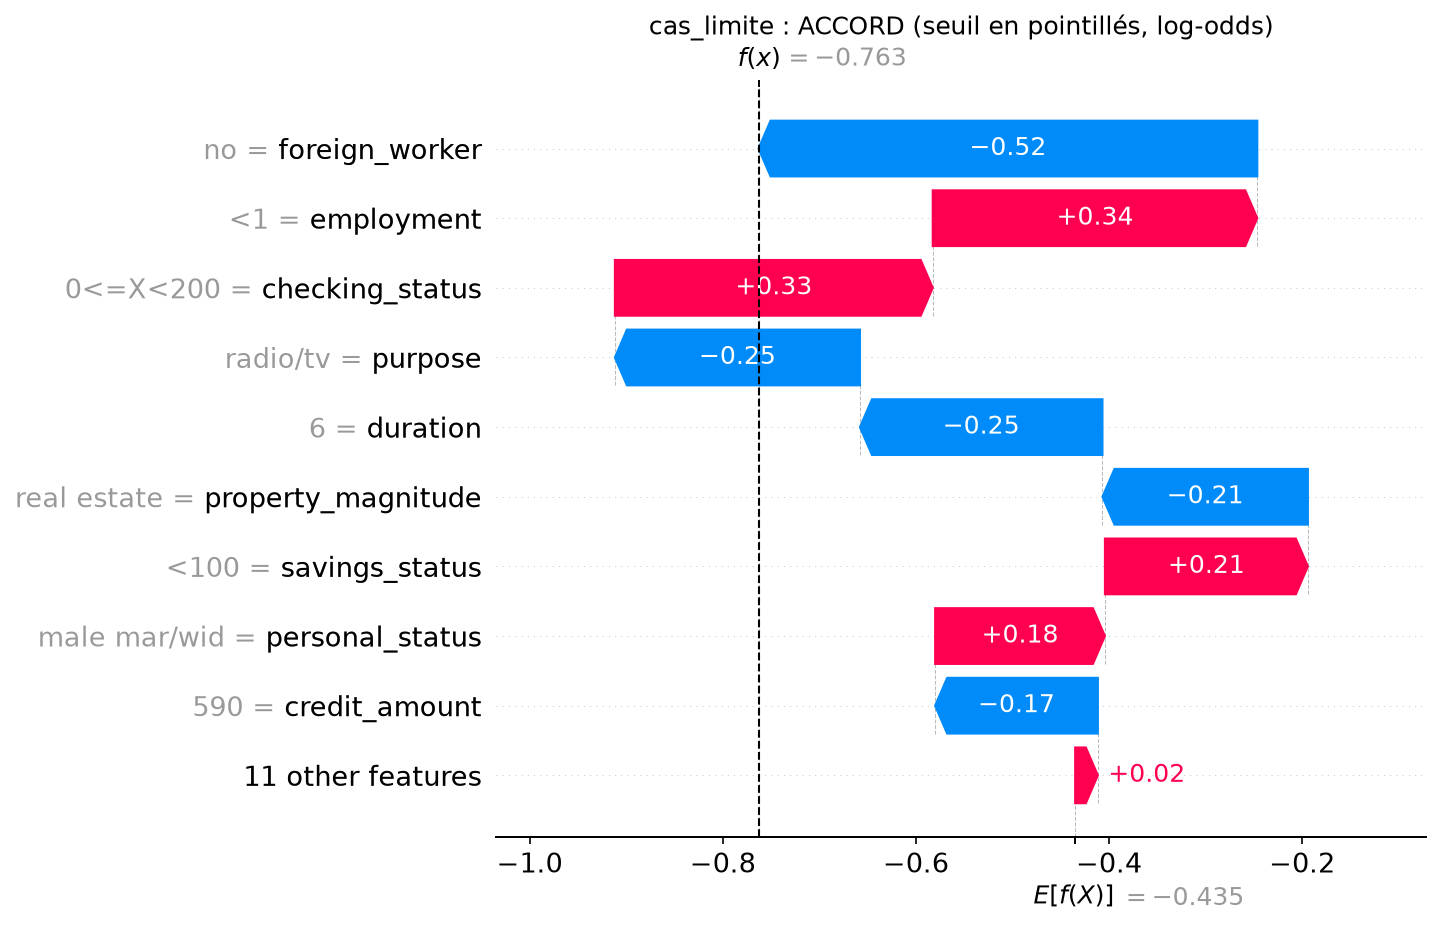 cas_limite : ACCORD (seuil en pointillés, log-odds)
f(x) = −0.763
no = foreign_worker −0.52
<1 = employment +0.34
0<=X<200 = checking_status +0.33
radio/tv = purpose −0.25
6 = duration −0.25
real estate = property_magnitude −0.21
<100 = savings_status +0.21
male mar/wid = personal_status +0.18
590 = credit_amount −0.17
11 other features +0.02
−1.0 −0.8 −0.6 −0.4 −0.2
E[f(X)] = −0.435